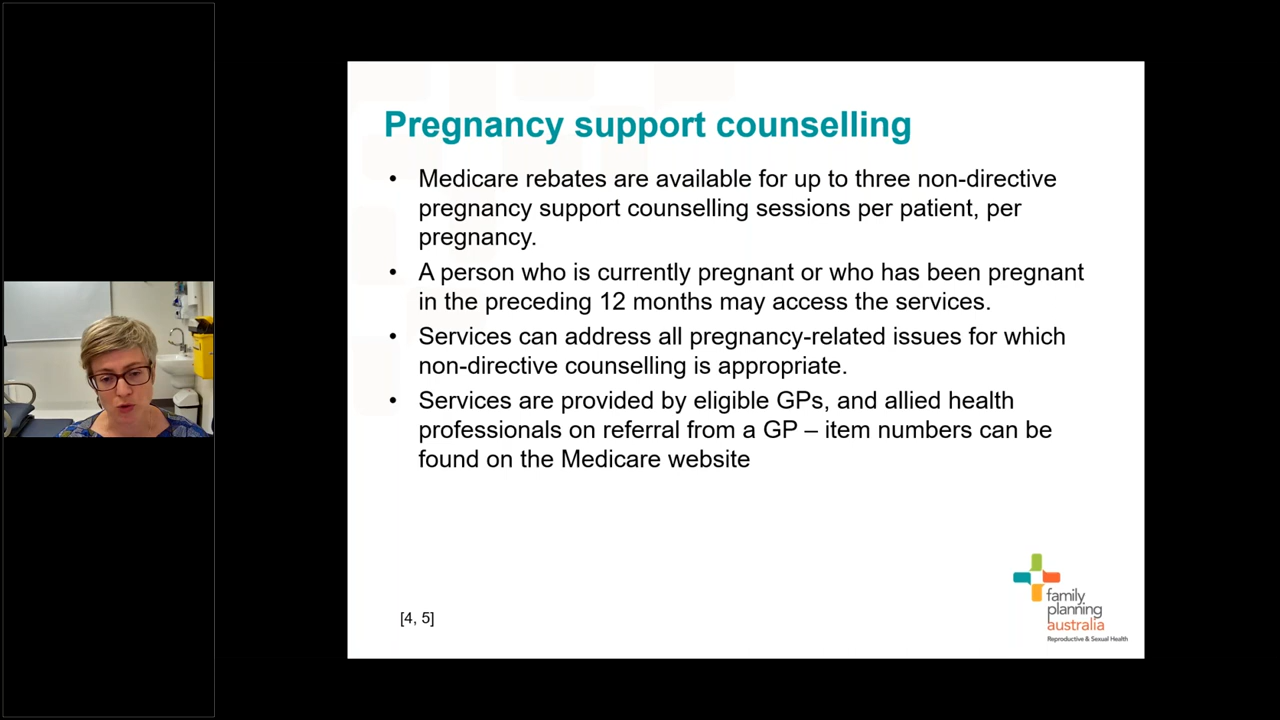 Pregnancy support counselling
• Medicare rebates are available for up to three non-directive
pregnancy support counselling sessions per patient, per
pregnancy.
• A person who is currently pregnant or who has been pregnant
in the preceding 12 months may access the services.
• Services can address all pregnancy-related issues for which
non-directive counselling is appropriate.
• Services are provided by eligible GPs, and allied health
professionals on referral from a GP – item numbers can be
found on the Medicare website
[4, 5]
family
planning
australia
Reproductive & Sexual Health